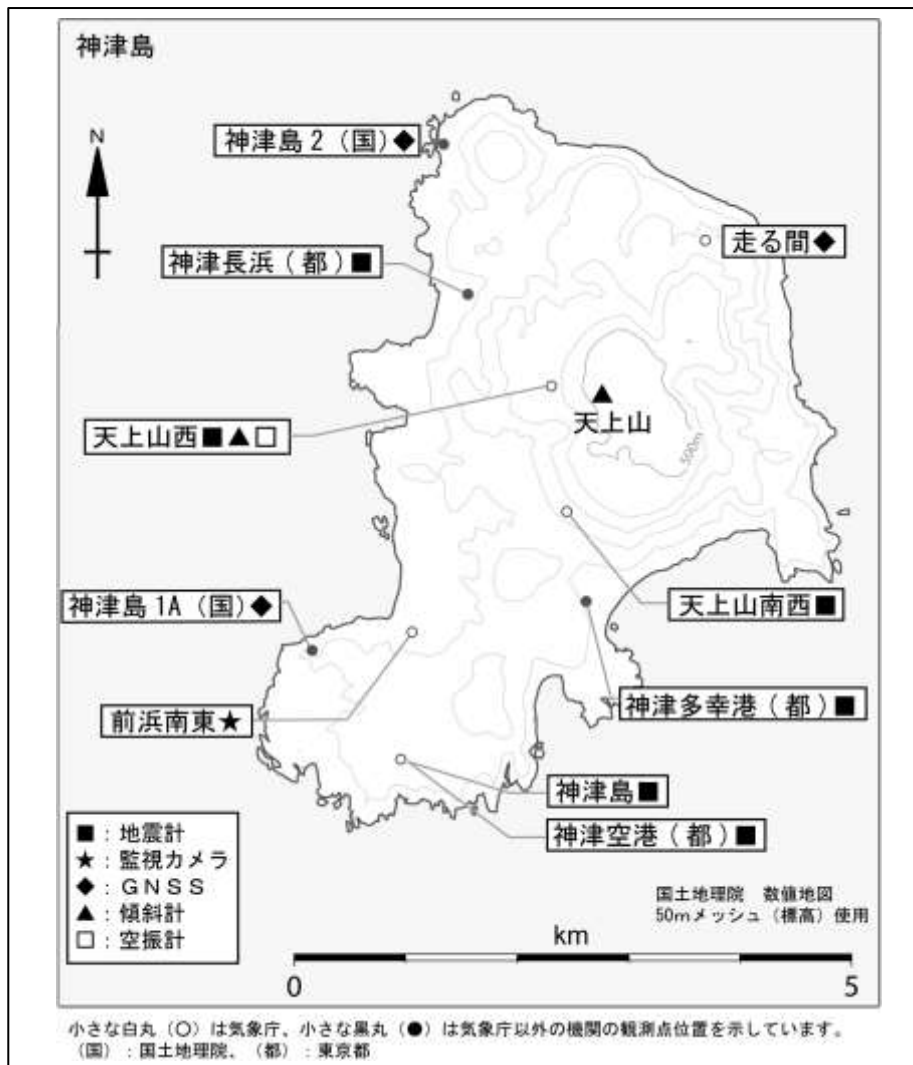 神津島
N
神津島2（国）◆
走る間◆
神津長浜（都）■
天上山
天上山西■▲□
500m
神津島1A（国）◆
天上山南西■
前浜南東★
神津多幸港（都）■
神津島■
神津空港（都）■
■：地震計
★：監視カメラ
◆：GNSS
▲：傾斜計
□：空振計
国土地理院　数値地図
50mメッシュ（標高）使用
km
0
5
小さな白丸（○）は気象庁、小さな黒丸（●）は気象庁以外の機関の観測点位置を示しています。
（国）：国土地理院、（都）：東京都